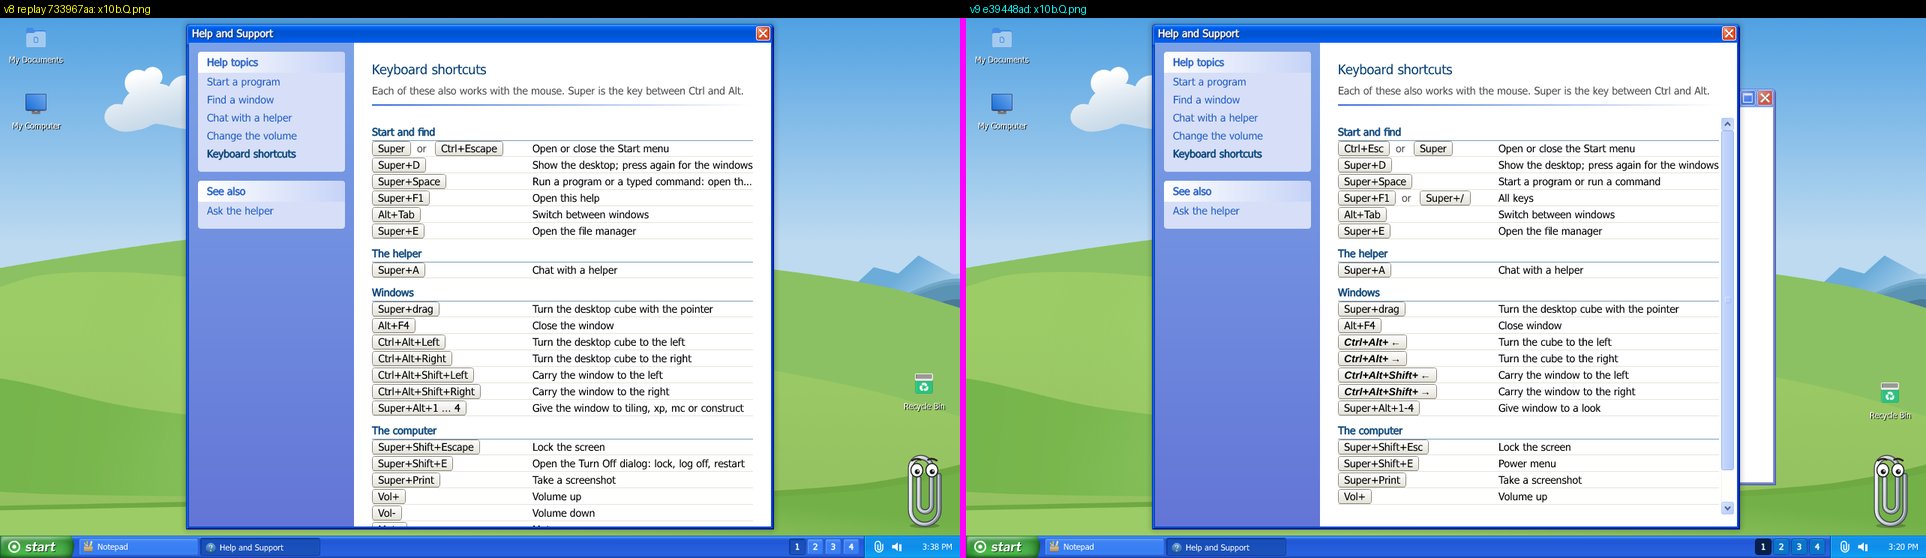 v8 replay 733967aa: x10b.Q.png
My Documents
My Computer
Recycle Bin
Help and Support
Help topics
Start a program
Find a window
Chat with a helper
Change the volume
Keyboard shortcuts
See also
Ask the helper
Keyboard shortcuts
Each of these also works with the mouse. Super is the key between Ctrl and Alt.
Start and find
Super or Ctrl+Escape Open or close the Start menu
Super+D Show the desktop; press again for the windows
Super+Space Run a program or a typed command: open th...
Super+F1 Open this help
Alt+Tab Switch between windows
Super+E Open the file manager
The helper
Super+A Chat with a helper
Windows
Super+drag Turn the desktop cube with the pointer
Alt+F4 Close the window
Ctrl+Alt+Left Turn the desktop cube to the left
Ctrl+Alt+Right Turn the desktop cube to the right
Ctrl+Alt+Shift+Left Carry the window to the left
Ctrl+Alt+Shift+Right Carry the window to the right
Super+Alt+1 ... 4 Give the window to tiling, xp, mc or construct
The computer
Super+Shift+Escape Lock the screen
Super+Shift+E Open the Turn Off dialog: lock, log off, restart
Super+Print Take a screenshot
Vol+ Volume up
Vol- Volume down
start Notepad Help and Support 1 2 3 4 3:38 PM
v9 e39448ad: x10b.Q.png
My Documents
My Computer
Recycle Bin
Help and Support
Help topics
Start a program
Find a window
Chat with a helper
Change the volume
Keyboard shortcuts
See also
Ask the helper
Keyboard shortcuts
Each of these also works with the mouse. Super is the key between Ctrl and Alt.
Start and find
Ctrl+Esc or Super Open or close the Start menu
Super+D Show the desktop; press again for the windows
Super+Space Start a program or run a command
Super+F1 or Super+/ All keys
Alt+Tab Switch between windows
Super+E Open the file manager
The helper
Super+A Chat with a helper
Windows
Super+drag Turn the desktop cube with the pointer
Alt+F4 Close window
Ctrl+Alt+ ← Turn the cube to the left
Ctrl+Alt+ → Turn the cube to the right
Ctrl+Alt+Shift+ ← Carry the window to the left
Ctrl+Alt+Shift+ → Carry the window to the right
Super+Alt+1-4 Give window to a look
The computer
Super+Shift+Esc Lock the screen
Super+Shift+E Power menu
Super+Print Take a screenshot
Vol+ Volume up
start Notepad Help and Support 1 2 3 4 3:20 PM